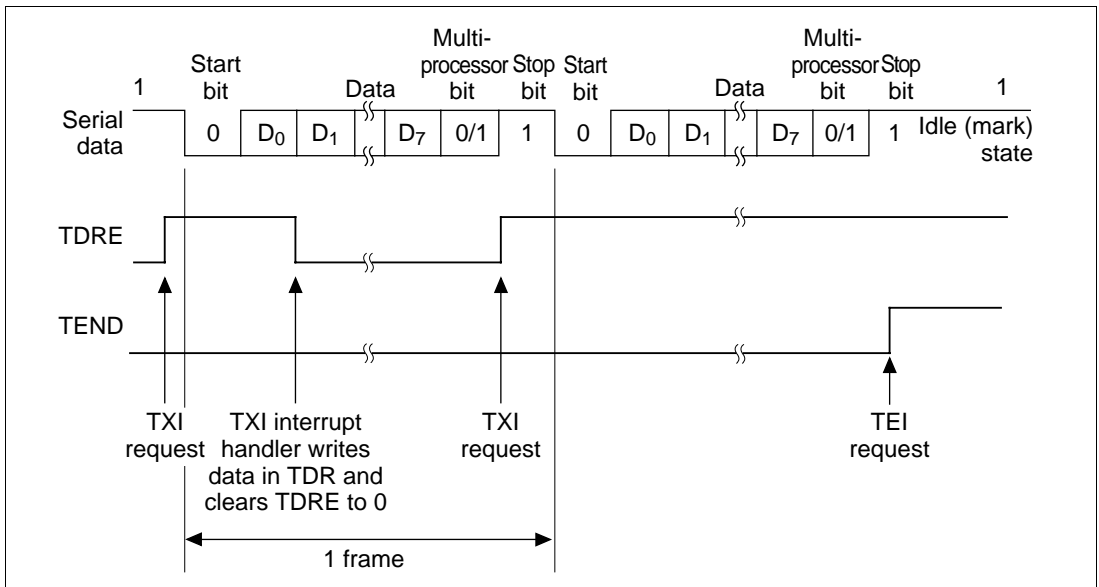 Multi- Multi-
Start processor Stop Start processor Stop
1 bit Data bit bit bit Data bit bit 1
Serial data 0 D0 D1 D7 0/1 1 0 D0 D1 D7 0/1 1 Idle (mark) state
TDRE
TEND
TXI request
TXI interrupt
handler writes
data in TDR and
clears TDRE to 0
TXI request
TEI request
1 frame